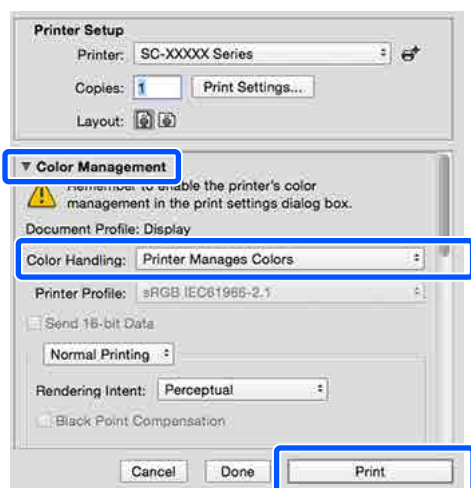 Printer Setup
Printer: SC-XXXXX Series
Copies: 1 Print Settings...
Layout:
▼ Color Management
Remember to enable the printer's color
management in the print settings dialog box.
Document Profile: Display
Color Handling: Printer Manages Colors
Printer Profile: sRGB IEC61966-2.1
Send 16-bit Data
Normal Printing
Rendering Intent: Perceptual
Black Point Compensation
Cancel Done Print